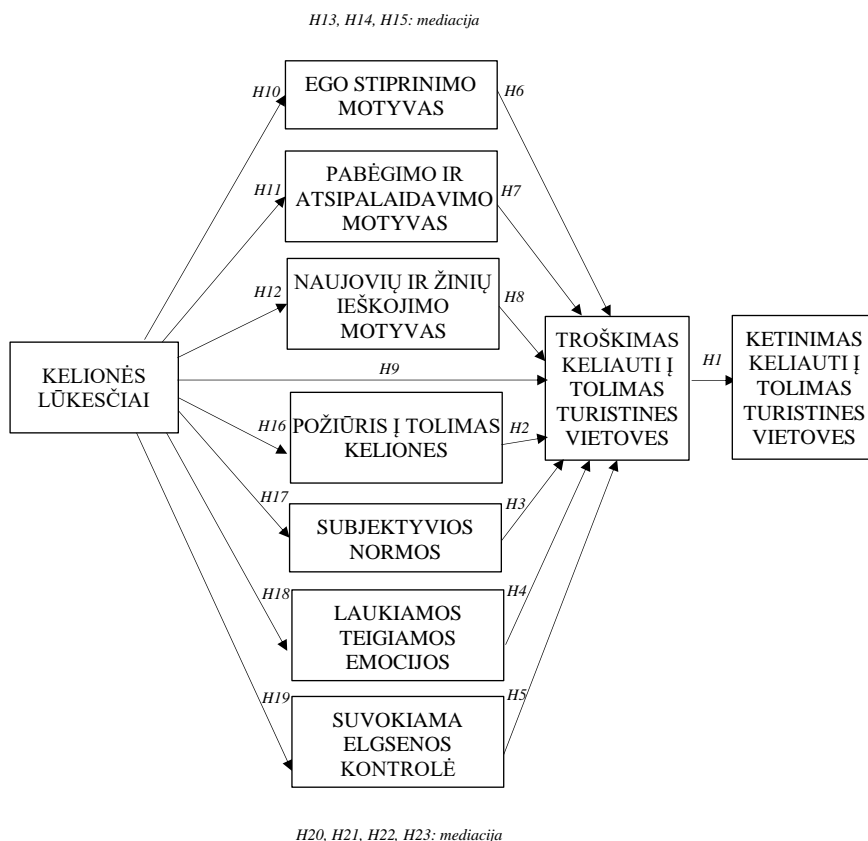 H13, H14, H15: mediacija
H10
EGO STIPRINIMO
MOTYVAS
H6
H11
PABĖGIMO IR
ATSIPALAIDAVIMO
MOTYVAS
H7
H12
NAUJOVIŲ IR ŽINIŲ
IEŠKOJIMO
MOTYVAS
H8
KELIONĖS
LŪKESČIAI
H9
TROŠKIMAS
KELIAUTI Į
TOLIMAS
TURISTINES
VIETOVES
H1
KETINIMAS
KELIAUTI Į
TOLIMAS
TURISTINES
VIETOVES
H16
POŽIŪRIS Į TOLIMAS
KELIONES
H2
H17
SUBJEKTYVIOS
NORMOS
H3
H18
LAUKIAMOS
TEIGIAMOS
EMOCIJOS
H4
H19
SUVOKIAMA
ELGSENOS
KONTROLĖ
H5
H20, H21, H22, H23: mediacija